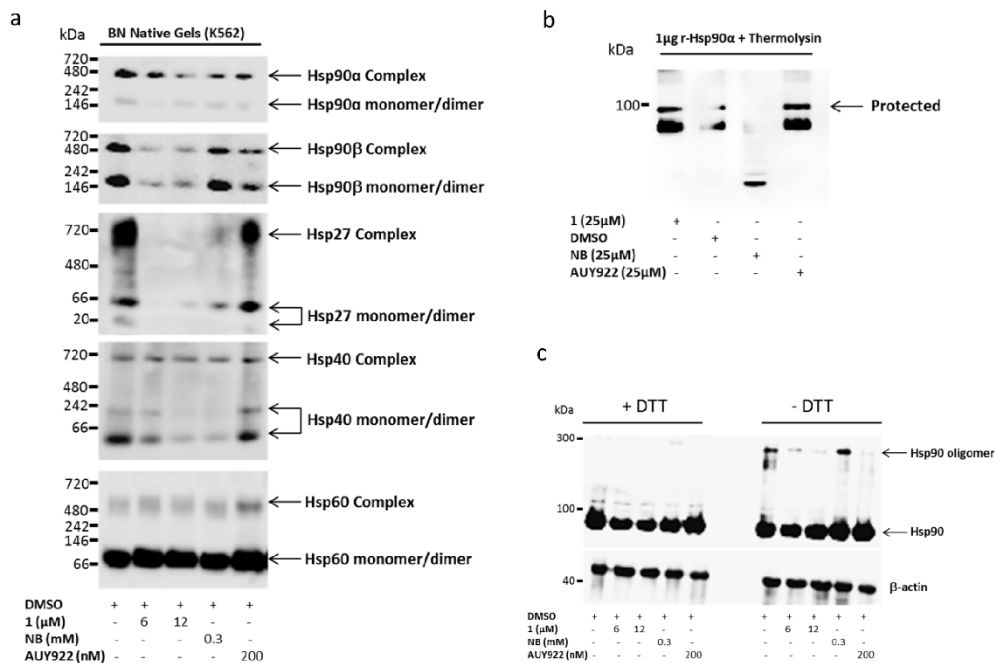 a
kDa
BN Native Gels (K562)
720
480
242
146
Hsp90α Complex
Hsp90α monomer/dimer
720
480
242
146
Hsp90β Complex
Hsp90β monomer/dimer
720
480
66
20
Hsp27 Complex
Hsp27 monomer/dimer
720
480
242
66
Hsp40 Complex
Hsp40 monomer/dimer
720
480
242
146
66
Hsp60 Complex
Hsp60 monomer/dimer
DMSO + + + + +
1 (µM) - 6 12 - -
NB (mM) - - - 0.3 -
AUY922 (nM) - - - - 200
b
1µg r-Hsp90α + Thermolysin
kDa
100
Protected
1 (25µM) + - - -
DMSO - + - -
NB (25µM) - - + -
AUY922 (25µM) - - - +
c
+ DTT - DTT
kDa
300
100
40
Hsp90 oligomer
Hsp90
β-actin
DMSO + + + + + + + + + +
1 (µM) - 6 12 - - - 6 12 - -
NB (mM) - - - 0.3 - - - - 0.3 -
AUY922 (nM) - - - - 200 - - - - 200